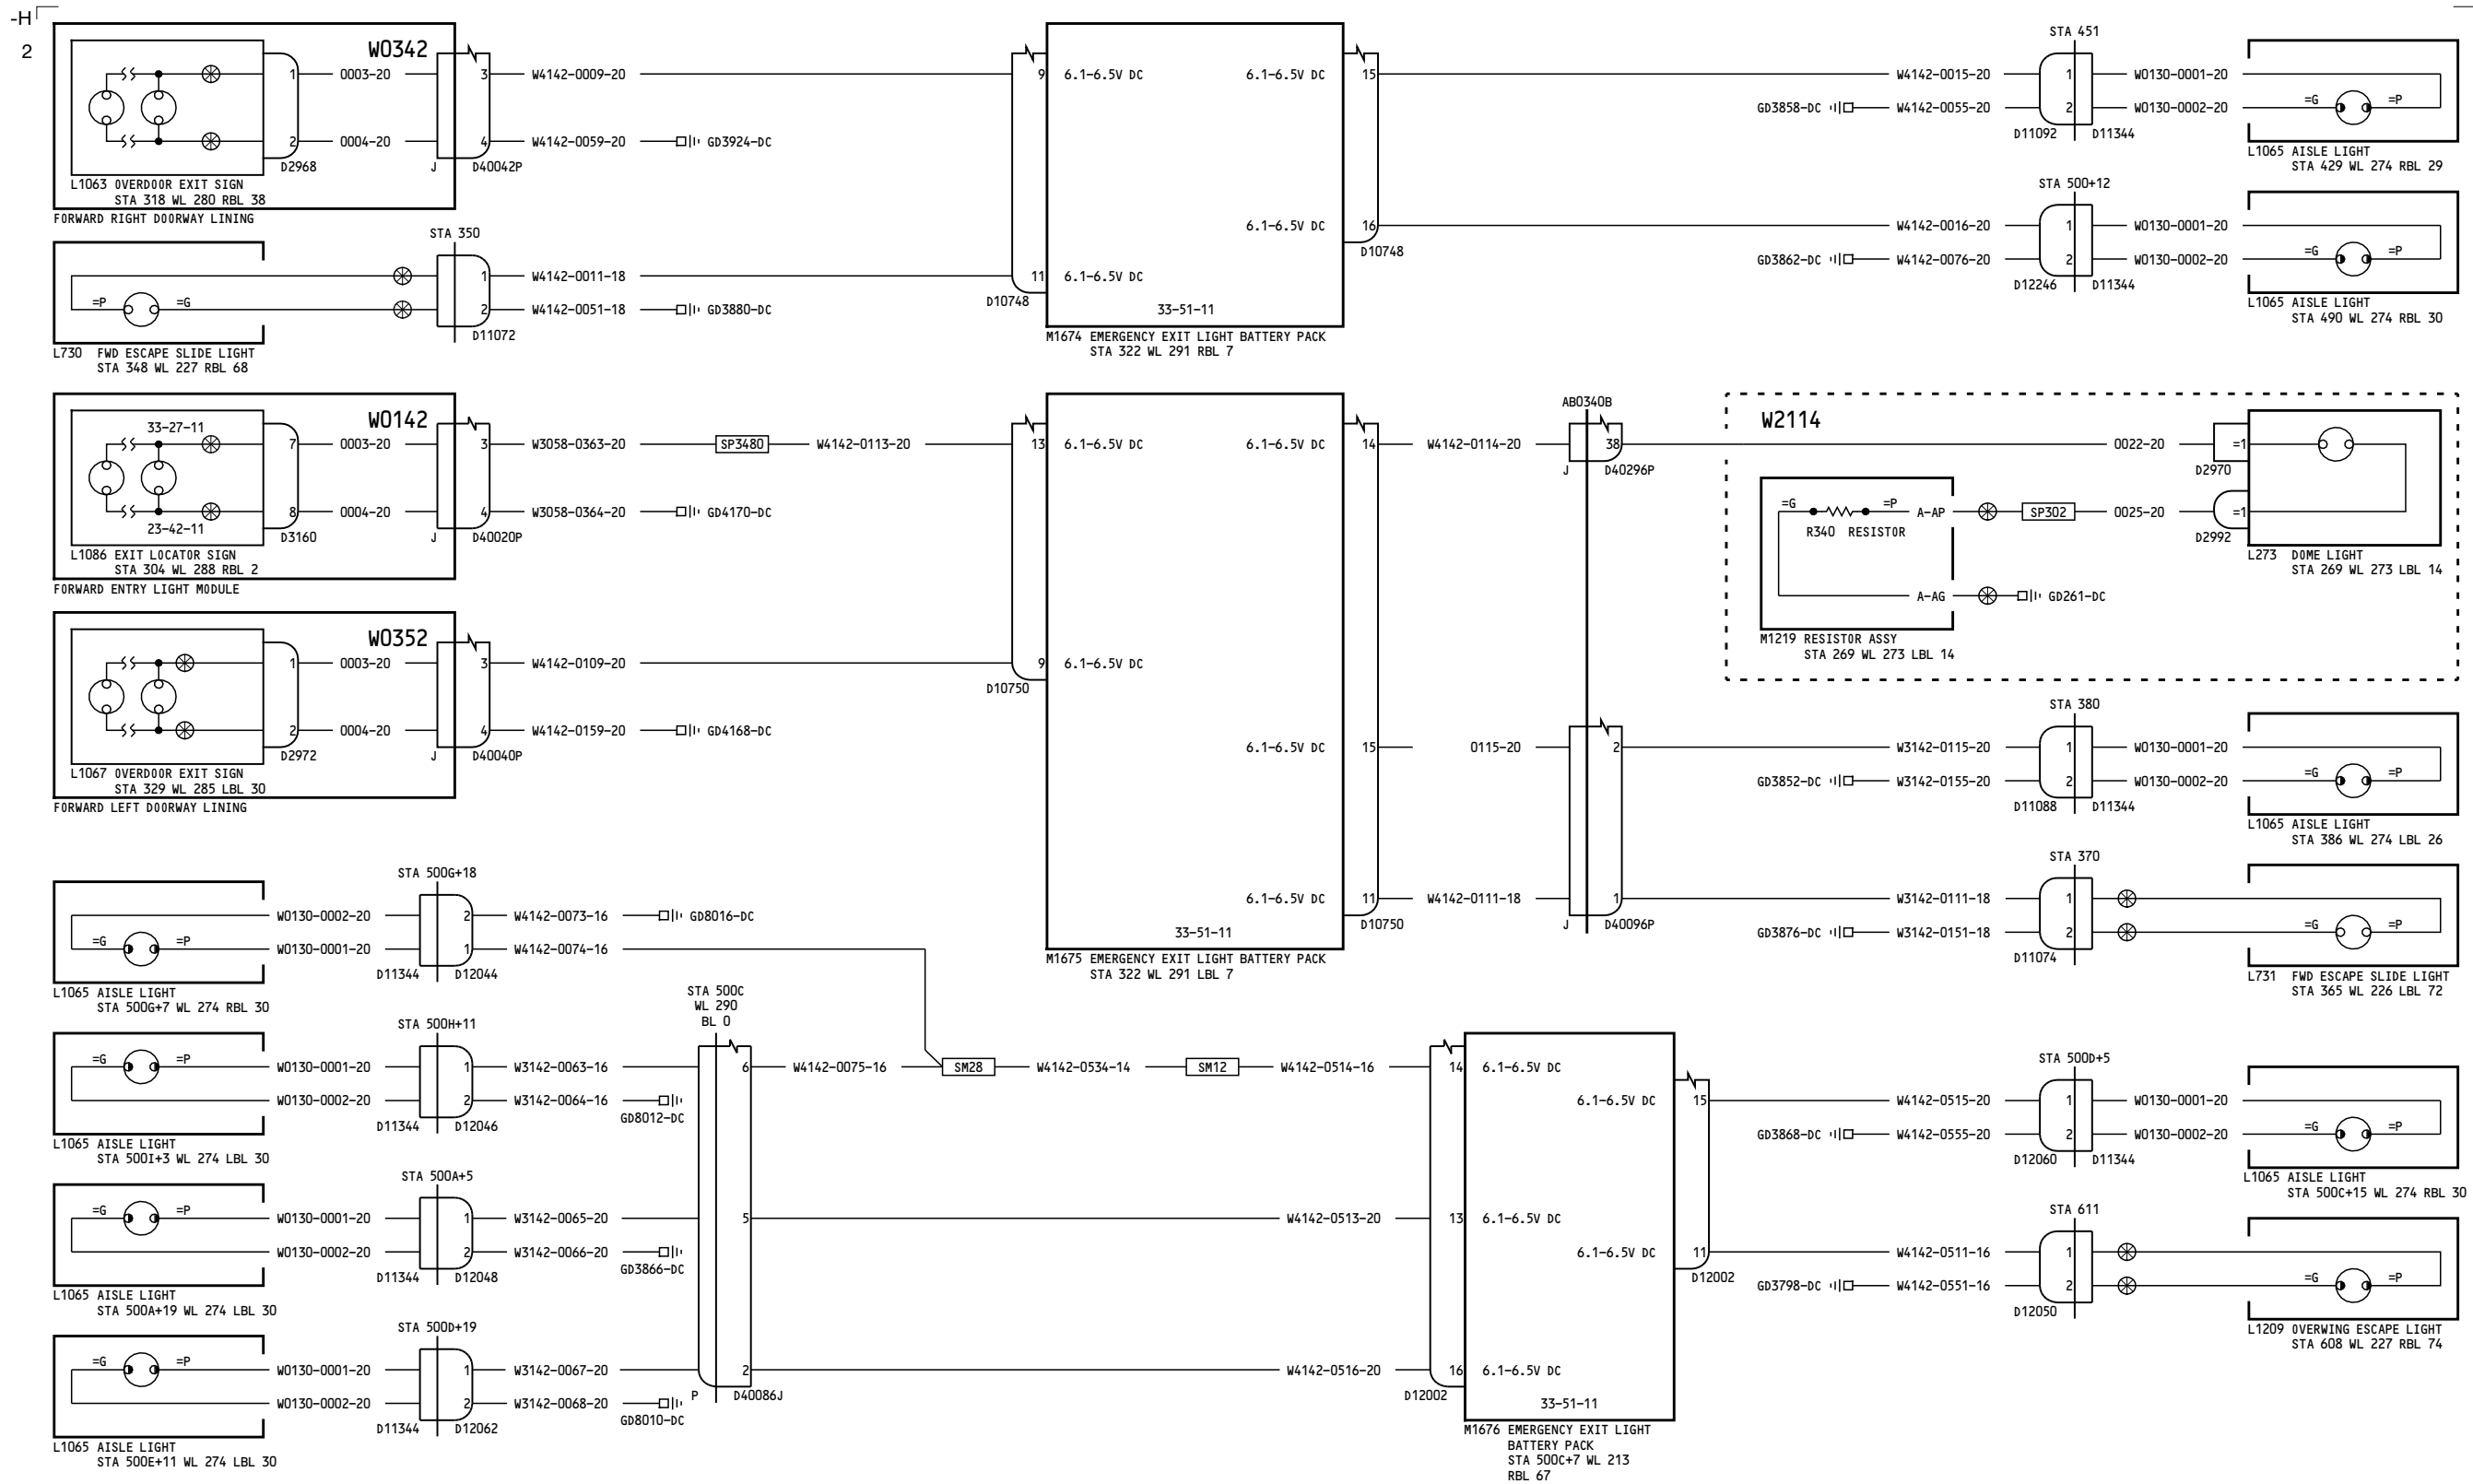 -H
2
W0342
1 0003-20 3 W4142-0009-20 9 6.1-6.5V DC
2 0004-20 4 W4142-0059-20 GD3924-DC
D2968 J D40042P
L1063 OVERDOOR EXIT SIGN
STA 318 WL 280 RBL 38
FORWARD RIGHT DOORWAY LINING
STA 350
1 W4142-0011-18 11 6.1-6.5V DC
=P =G 2 W4142-0051-18 GD3880-DC
D11072
D10748
L730 FWD ESCAPE SLIDE LIGHT
STA 348 WL 227 RBL 68
6.1-6.5V DC 15
6.1-6.5V DC 16
D10748
33-51-11
M1674 EMERGENCY EXIT LIGHT BATTERY PACK
STA 322 WL 291 RBL 7
STA 451
W4142-0015-20 1 W0130-0001-20
GD3858-DC W4142-0055-20 2 W0130-0002-20 =G =P
D11092 D11344
L1065 AISLE LIGHT
STA 429 WL 274 RBL 29
STA 500+12
W4142-0016-20 1 W0130-0001-20
GD3862-DC W4142-0076-20 2 W0130-0002-20 =G =P
D12246 D11344
L1065 AISLE LIGHT
STA 490 WL 274 RBL 30
W0142
33-27-11
7 0003-20 3 W3058-0363-20 SP3480 W4142-0113-20 13 6.1-6.5V DC
8 0004-20 4 W3058-0364-20 GD4170-DC
23-42-11
D3160 J D40020P
L1086 EXIT LOCATOR SIGN
STA 304 WL 288 RBL 2
FORWARD ENTRY LIGHT MODULE
W0352
1 0003-20 3 W4142-0109-20 9 6.1-6.5V DC
D10750
2 0004-20 4 W4142-0159-20 GD4168-DC
D2972 J D40040P
L1067 OVERDOOR EXIT SIGN
STA 329 WL 285 LBL 30
FORWARD LEFT DOORWAY LINING
AB0340B
6.1-6.5V DC 14 W4142-0114-20 38
J D40296P
W2114
0022-20 =1
D2970
=G =P A-AP SP302 0025-20 =1
R340 RESISTOR
D2992
L273 DOME LIGHT
STA 269 WL 273 LBL 14
A-AG GD261-DC
M1219 RESISTOR ASSY
STA 269 WL 273 LBL 14
6.1-6.5V DC 15 0115-20 2
6.1-6.5V DC 11 W4142-0111-18 1
D10750 J D40096P
33-51-11
M1675 EMERGENCY EXIT LIGHT BATTERY PACK
STA 322 WL 291 LBL 7
STA 380
W3142-0115-20 1 W0130-0001-20
GD3852-DC W3142-0155-20 2 W0130-0002-20 =G =P
D11088 D11344
L1065 AISLE LIGHT
STA 386 WL 274 LBL 26
STA 370
W3142-0111-18 1
GD3876-DC W3142-0151-18 2 =G =P
D11074
L731 FWD ESCAPE SLIDE LIGHT
STA 365 WL 226 LBL 72
STA 500G+18
W0130-0002-20 2 W4142-0073-16 GD8016-DC
=G =P W0130-0001-20 1 W4142-0074-16
D11344 D12044
L1065 AISLE LIGHT
STA 500G+7 WL 274 RBL 30
STA 500C
WL 290
BL 0
STA 500H+11
=G =P W0130-0001-20 1 W3142-0063-16 6 W4142-0075-16 SM28 W4142-0534-14 SM12 W4142-0514-16 14 6.1-6.5V DC
W0130-0002-20 2 W3142-0064-16
GD8012-DC
D11344 D12046
L1065 AISLE LIGHT
STA 500I+3 WL 274 LBL 30
STA 500A+5
=G =P W0130-0001-20 1 W3142-0065-20 5 W4142-0513-20 13 6.1-6.5V DC
W0130-0002-20 2 W3142-0066-20
GD3866-DC
D11344 D12048
L1065 AISLE LIGHT
STA 500A+19 WL 274 LBL 30
STA 500D+19
=G =P W0130-0001-20 1 W3142-0067-20 2 W4142-0516-20 16 6.1-6.5V DC
P D40086J D12002
W0130-0002-20 2 W3142-0068-20
GD8010-DC
D11344 D12062
L1065 AISLE LIGHT
STA 500E+11 WL 274 LBL 30
6.1-6.5V DC 15
6.1-6.5V DC 11
D12002
33-51-11
M1676 EMERGENCY EXIT LIGHT
BATTERY PACK
STA 500C+7 WL 213
RBL 67
STA 500D+5
W4142-0515-20 1 W0130-0001-20
GD3868-DC W4142-0555-20 2 W0130-0002-20 =G =P
D12060 D11344
L1065 AISLE LIGHT
STA 500C+15 WL 274 RBL 30
STA 611
W4142-0511-16 1
GD3798-DC W4142-0551-16 2 =G =P
D12050
L1209 OVERWING ESCAPE LIGHT
STA 608 WL 227 RBL 74